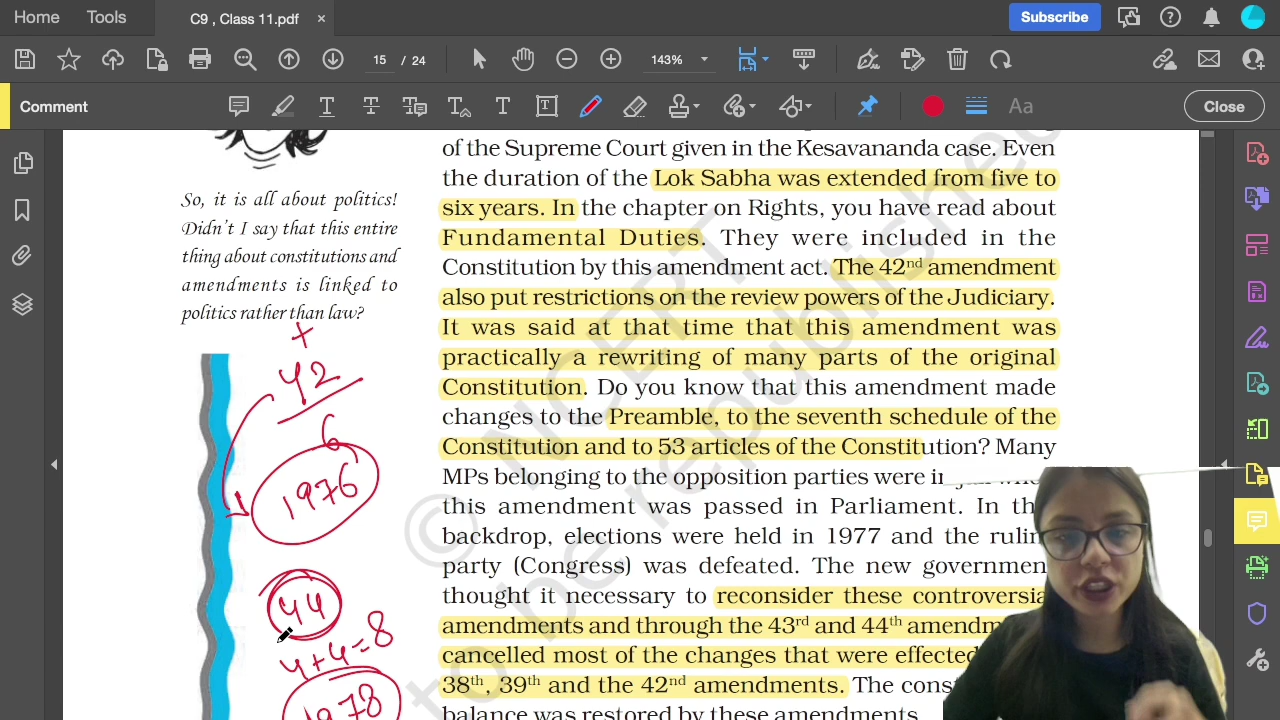 Home Tools C9 , Class 11.pdf × Subscribe
15 / 24 143%
Comment Aa Close
of the Supreme Court given in the Kesavananda case. Even
the duration of the Lok Sabha was extended from five to
six years. In the chapter on Rights, you have read about
Fundamental Duties. They were included in the
Constitution by this amendment act. The 42nd amendment
also put restrictions on the review powers of the Judiciary.
It was said at that time that this amendment was
practically a rewriting of many parts of the original
Constitution. Do you know that this amendment made
changes to the Preamble, to the seventh schedule of the
Constitution and to 53 articles of the Constitution? Many
MPs belonging to the opposition parties were in
this amendment was passed in Parliament. In
backdrop, elections were held in 1977 and the
party (Congress) was defeated. The new
thought it necessary to reconsider these
amendments and through the 43rd and 44th
cancelled most of the changes that were effected
38th, 39th and the 42nd amendments. The
balance was restored by these amendments
So, it is all about politics!
Didn't I say that this entire
thing about constitutions and
amendments is linked to
politics rather than law?
+
42
6
1976
44
4+4=8
1978
© NCERT
to be republished